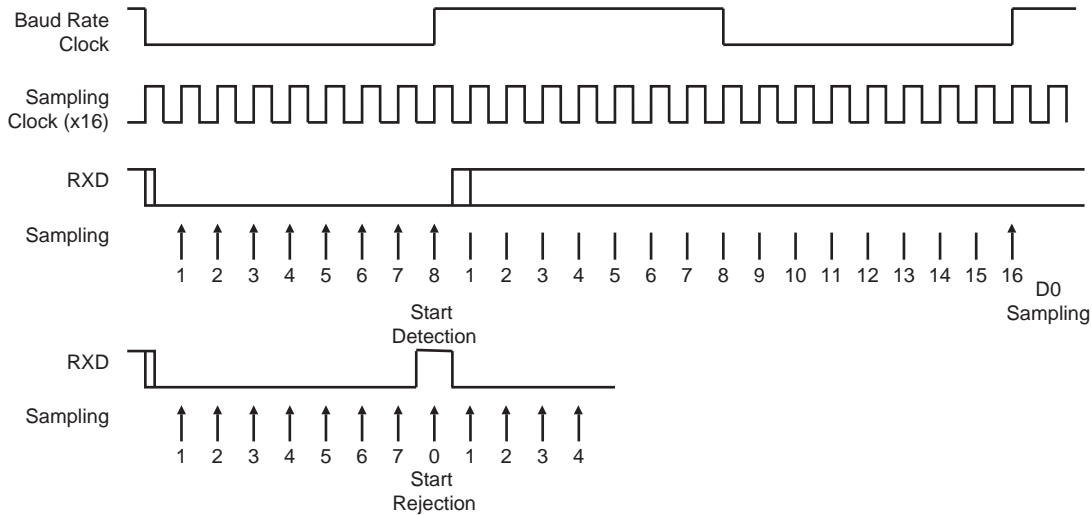 Baud Rate
Clock
Sampling
Clock (x16)
RXD
Sampling
1 2 3 4 5 6 7 8 1 2 3 4 5 6 7 8 9 10 11 12 13 14 15 16
D0
Sampling
Start
Detection
RXD
Sampling
1 2 3 4 5 6 7 0 1 2 3 4
Start
Rejection